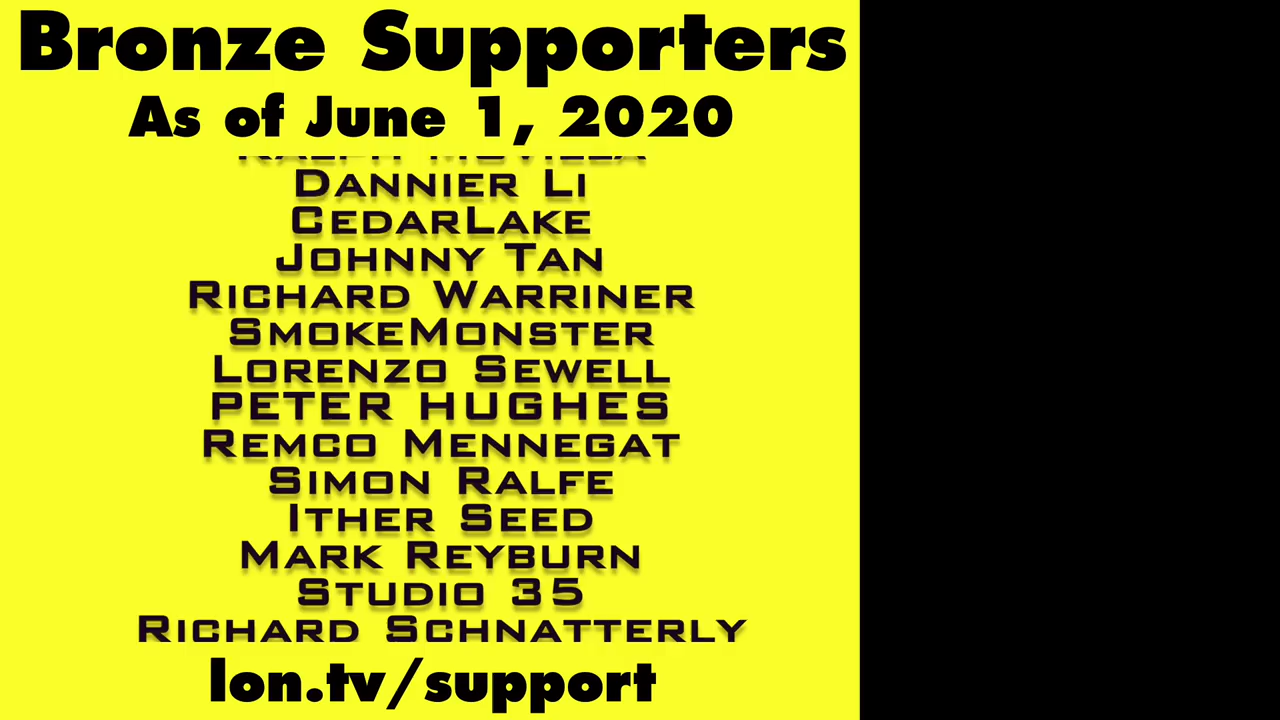 Bronze Supporters
As of June 1, 2020
Dannier Li
CedarLake
Johnny Tan
Richard Warriner
SmokeMonster
Lorenzo Sewell
PETER HUGHES
Remco Mennegat
Simon Ralfe
Ither Seed
Mark Reyburn
Studio 35
Richard Schnatterly
lon.tv/support